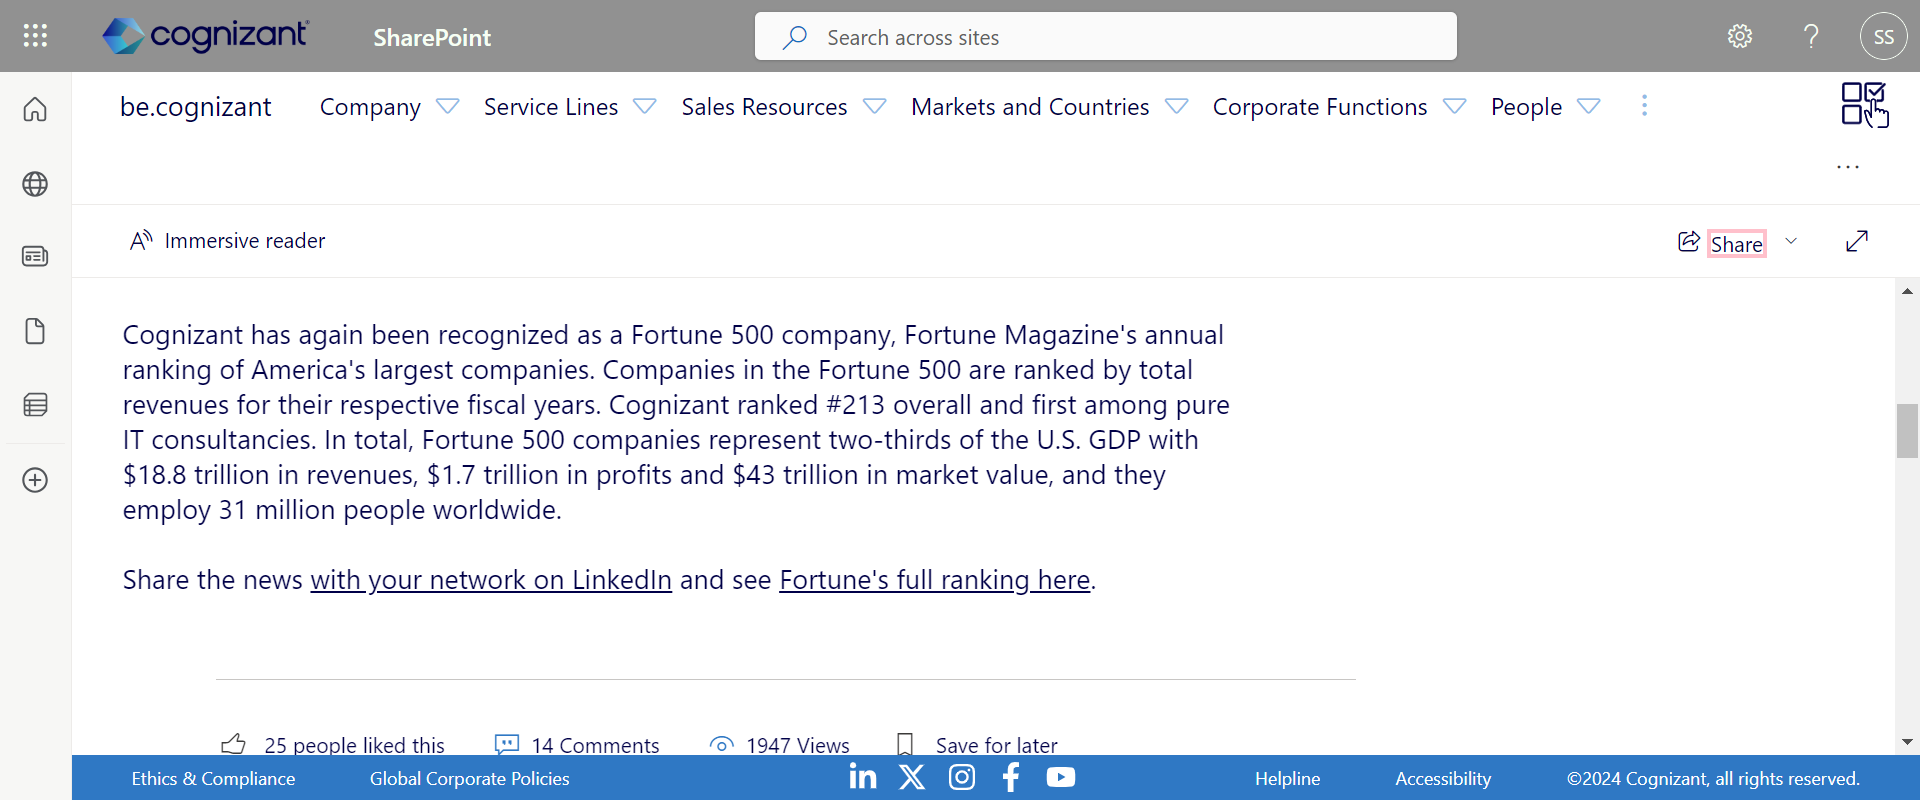 cognizant
SharePoint
Search across sites
?
SS
be.cognizant
Company
Service Lines
Sales Resources
Markets and Countries
Corporate Functions
People
...
Immersive reader
Share
Cognizant has again been recognized as a Fortune 500 company, Fortune Magazine's annual
ranking of America's largest companies. Companies in the Fortune 500 are ranked by total
revenues for their respective fiscal years. Cognizant ranked #213 overall and first among pure
IT consultancies. In total, Fortune 500 companies represent two-thirds of the U.S. GDP with
$18.8 trillion in revenues, $1.7 trillion in profits and $43 trillion in market value, and they
employ 31 million people worldwide.
Share the news with your network on LinkedIn and see Fortune's full ranking here.
25 people liked this
14 Comments
1947 Views
Save for later
Ethics & Compliance
Global Corporate Policies
Helpline
Accessibility
©2024 Cognizant, all rights reserved.